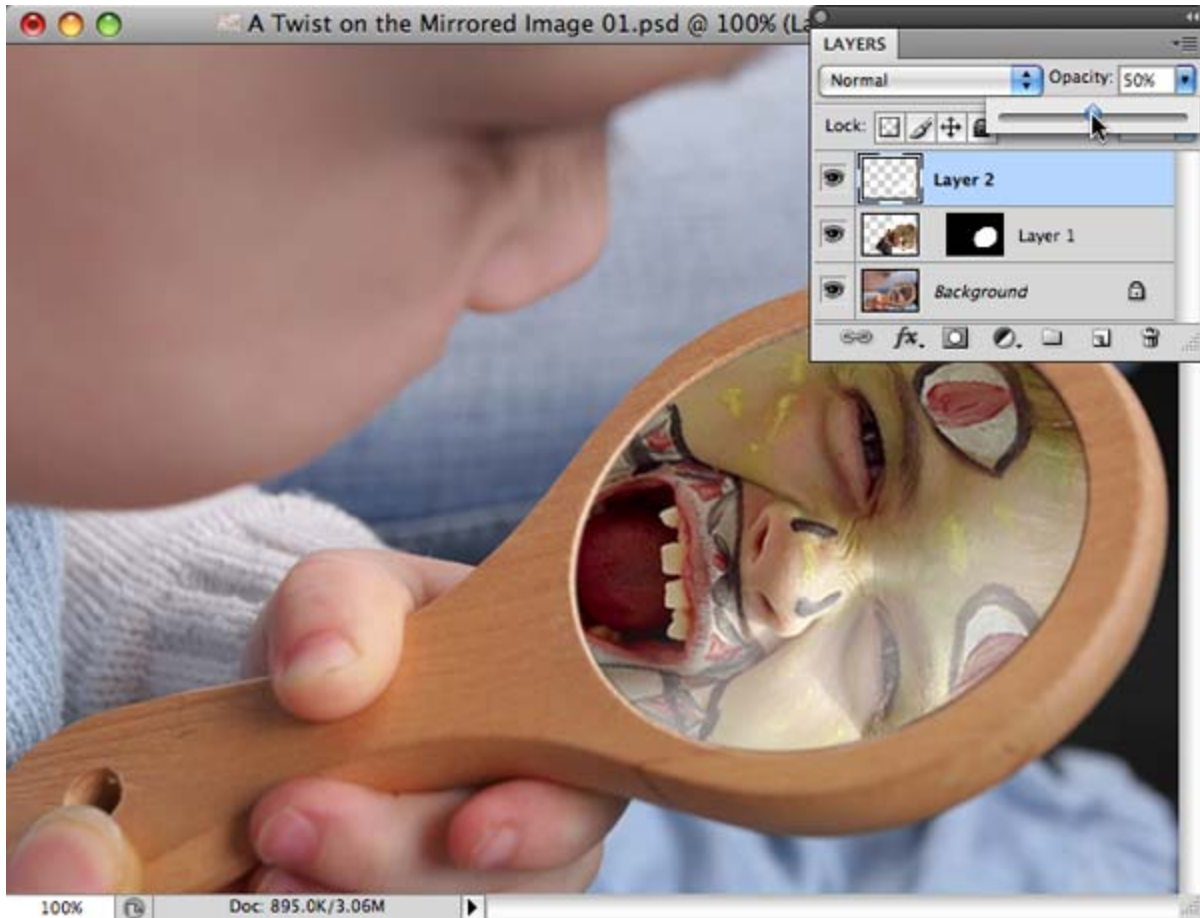 A Twist on the Mirrored Image 01.psd @ 100% (La
LAYERS
Normal
Opacity: 50%
Lock:
Layer 2
Layer 1
Background
fx.
100%
Doc: 895.0K/3.06M